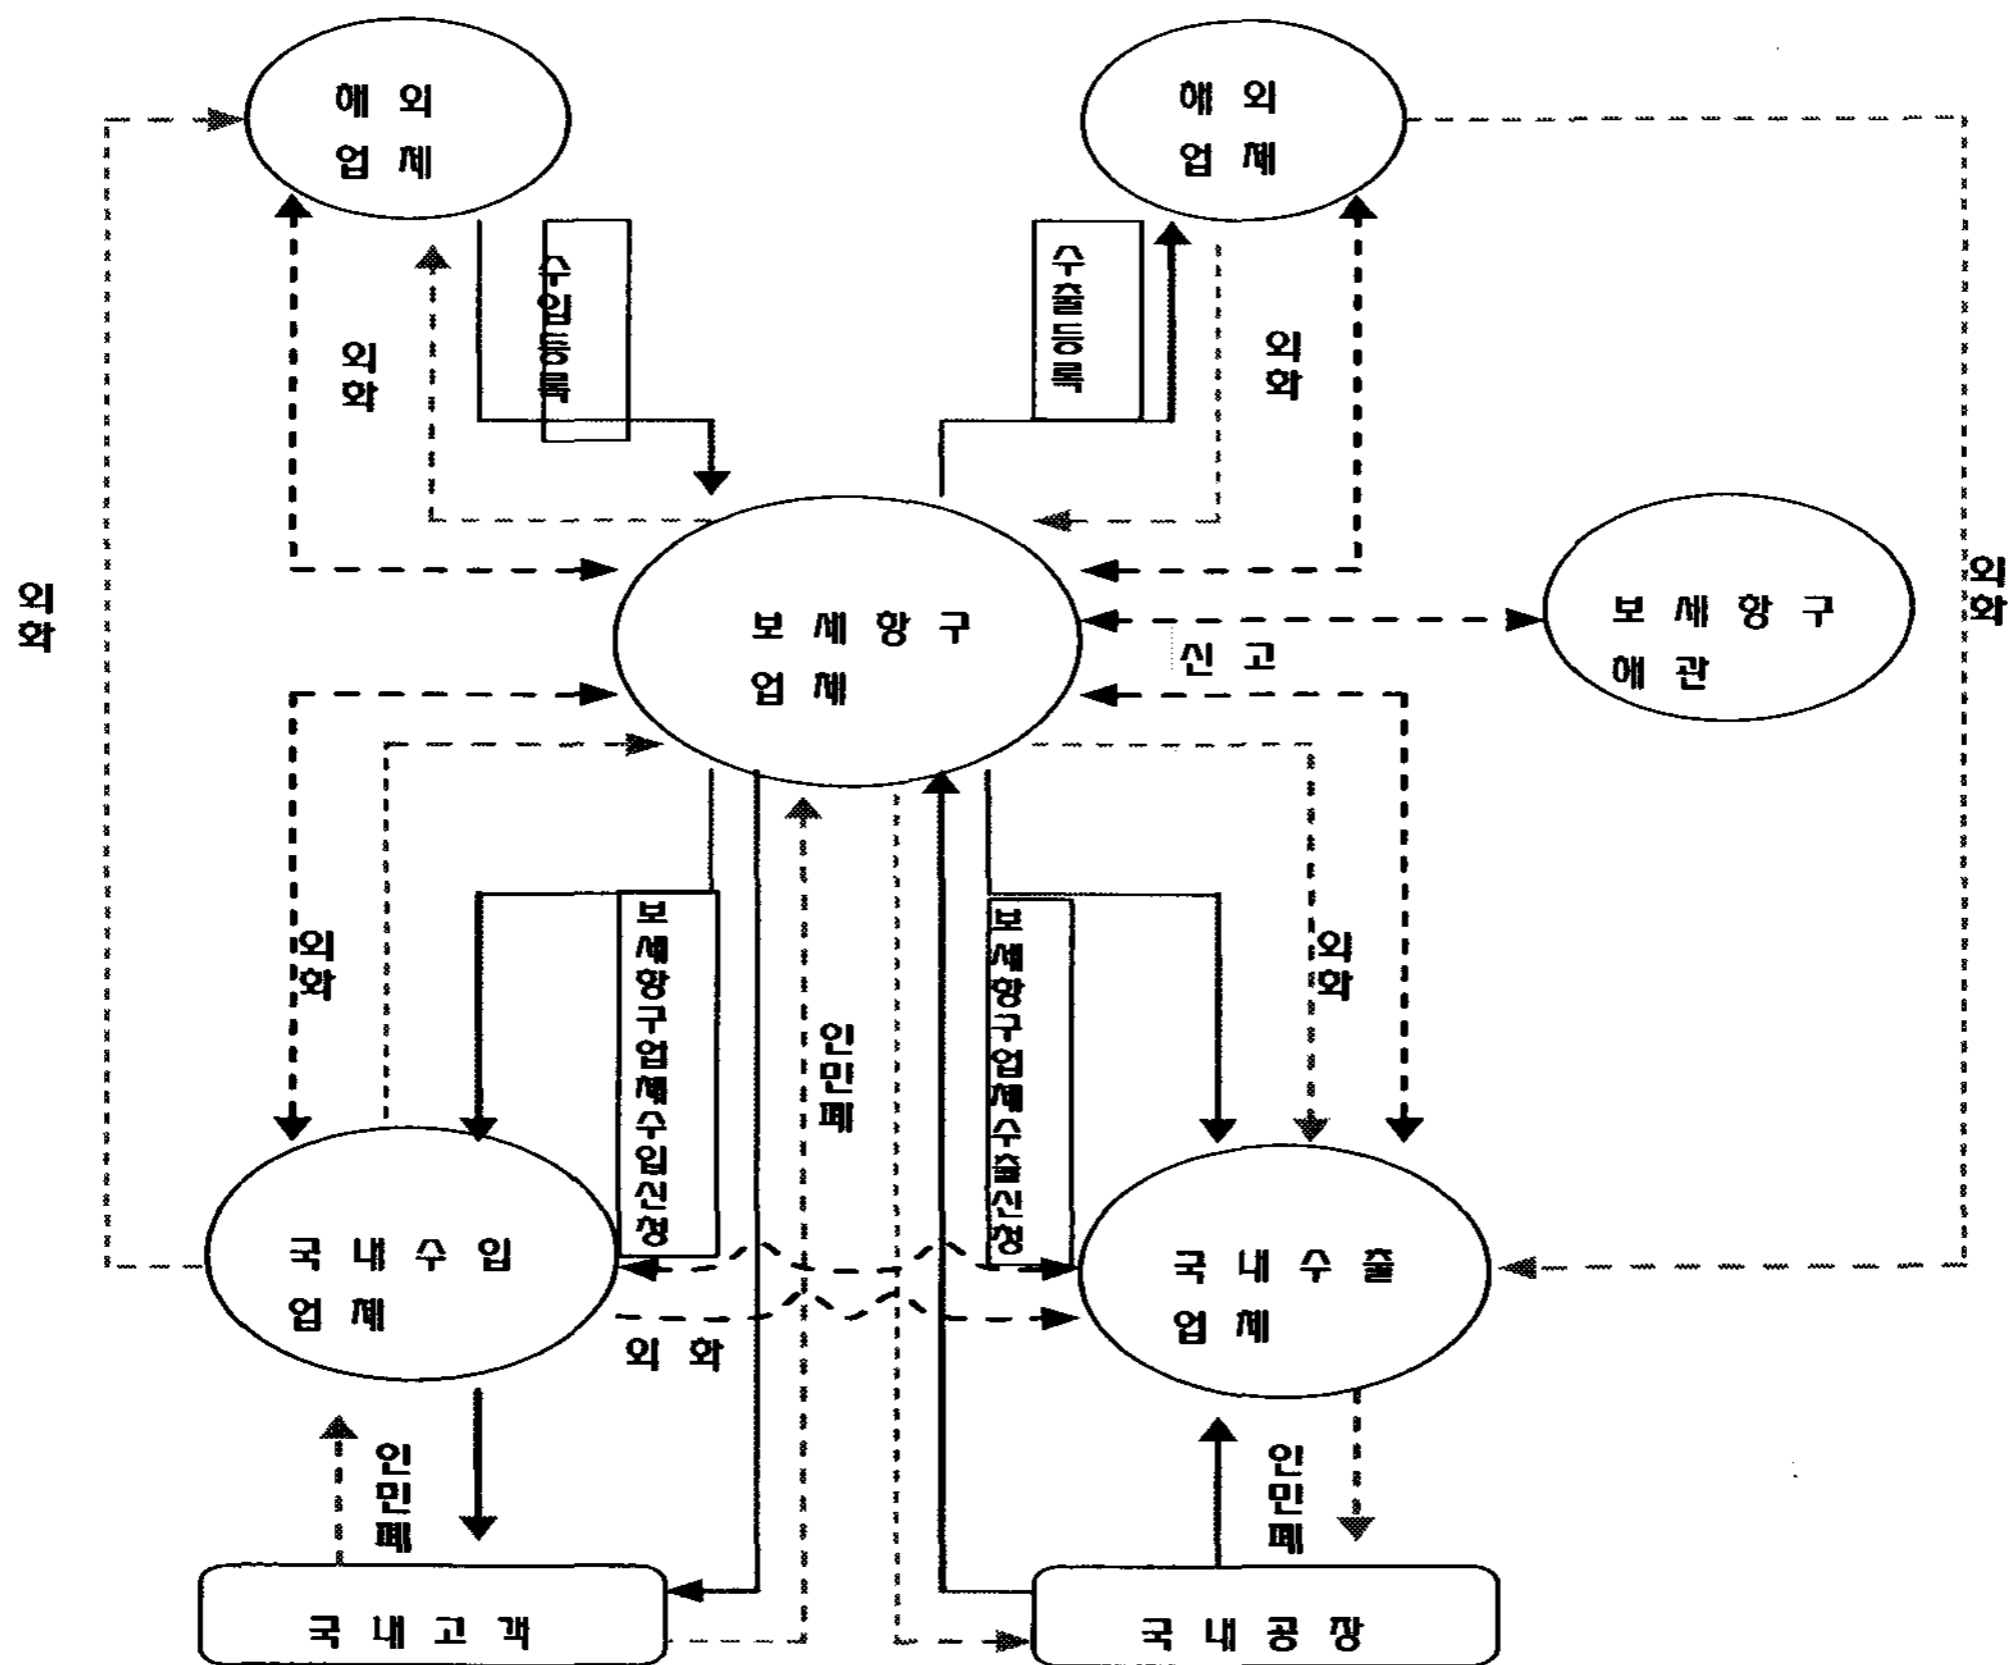 해 외
업 체
해 외
업 체
수입등록
수출등록
외화
외화
외화
외화
보 세 항 구
업 체
보 세 항 구
해 관
신 고
외화
외화
보세항구업체수입신청
보세항구업체수출신청
인민폐
국 내 수 입
업 체
국 내 수 출
업 체
외 화
인민폐
인민폐
국 내 고 객
국 내 공 장